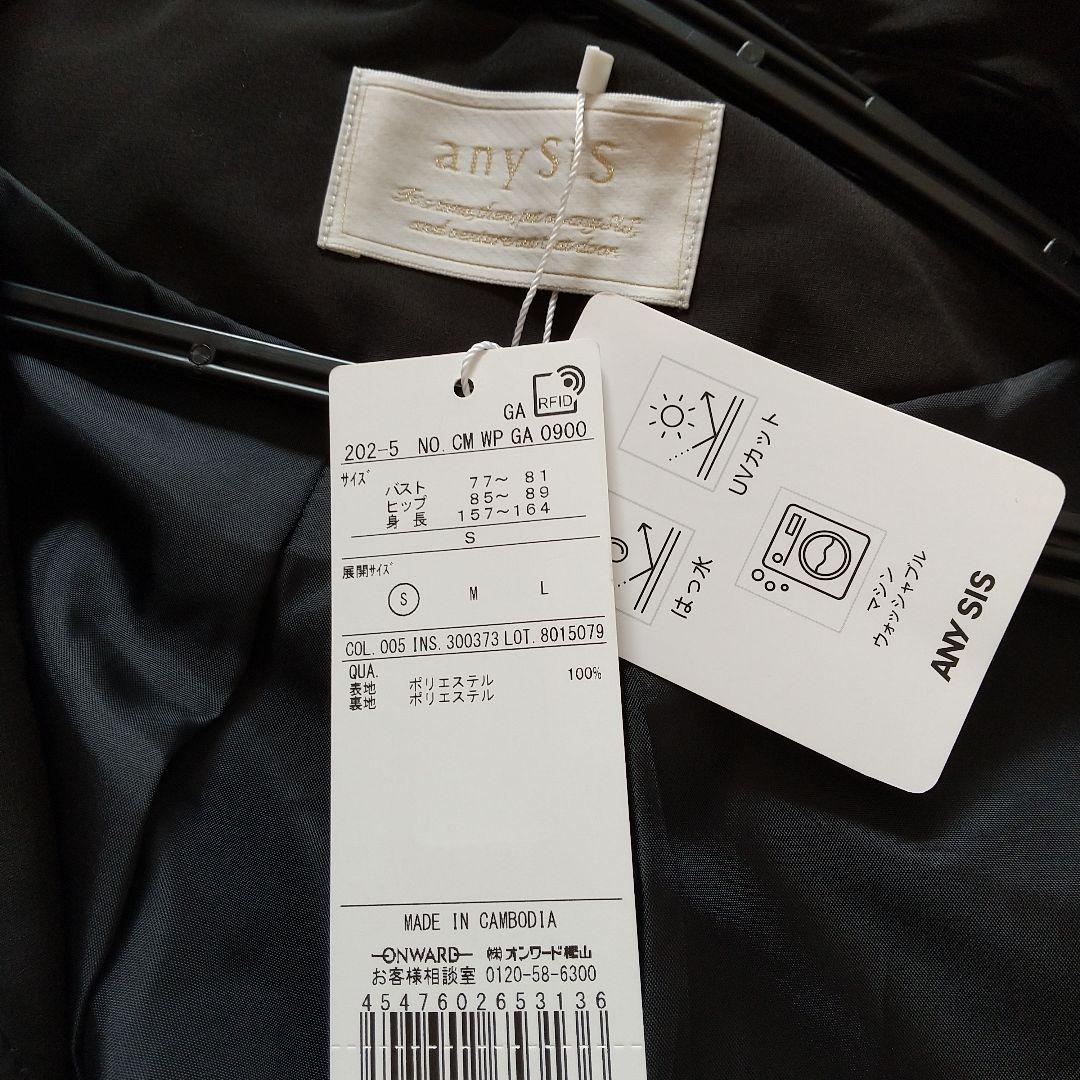 anySiS
GA RFID
202-5 NO. CM WP GA 0900
サイズ
バスト 77～ 81
ヒップ 85～ 89
身長 157～164
S
展開サイズ
S M L
COL. 005 INS. 300373 LOT. 8015079
QUA.
表地 ポリエステル 100%
裏地 ポリエステル
MADE IN CAMBODIA
ONWARD ㈱オンワード樫山
お客様相談室 0120-58-6300
4547602653136
UVカット
はっ水
マシン
ウォッシャブル
ANY SIS